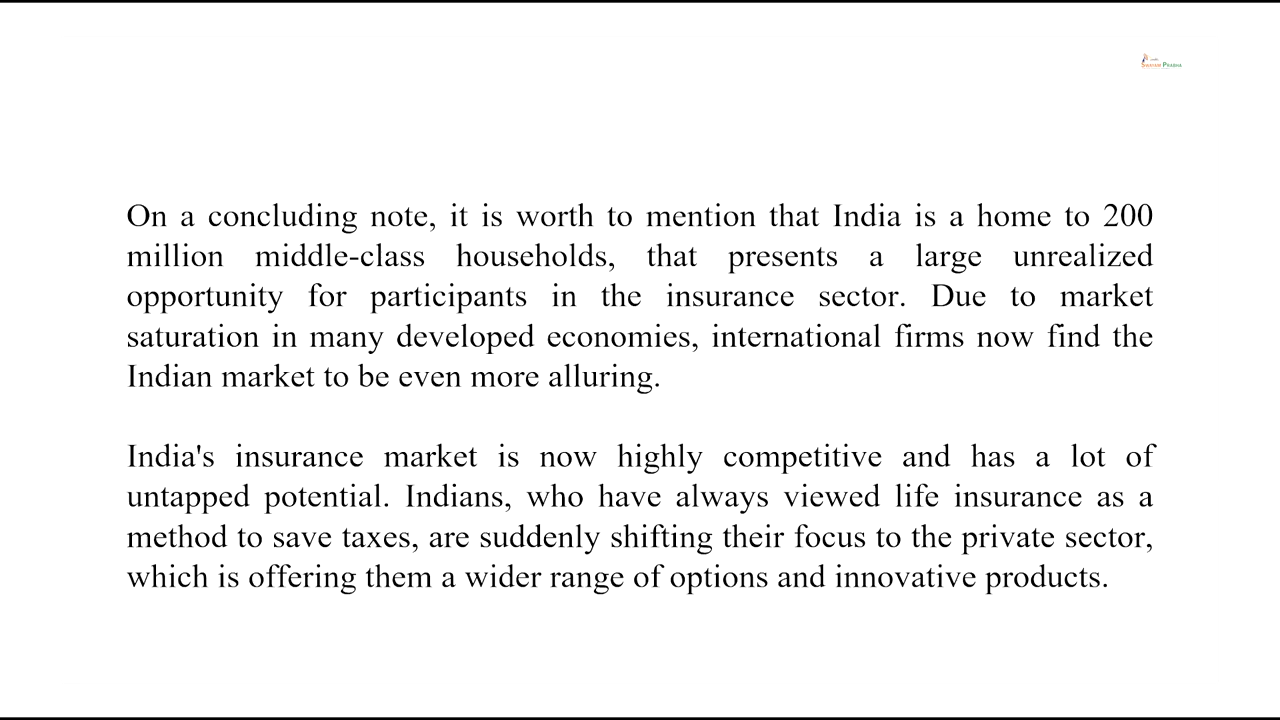 SWAYAM PRABHA
On a concluding note, it is worth to mention that India is a home to 200
million middle-class households, that presents a large unrealized
opportunity for participants in the insurance sector. Due to market
saturation in many developed economies, international firms now find the
Indian market to be even more alluring.
India's insurance market is now highly competitive and has a lot of
untapped potential. Indians, who have always viewed life insurance as a
method to save taxes, are suddenly shifting their focus to the private sector,
which is offering them a wider range of options and innovative products.